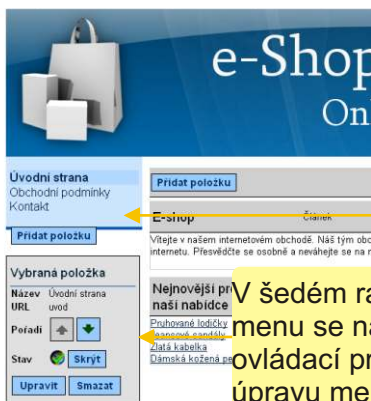 e-Shop
On
Úvodní strana
Obchodní podmínky
Kontakt
Přidat položku
Vybraná položka
Název Úvodní strana
URL uvod
Pořadí
Stav Skrýt
Upravit Smazat
Přidat položku
E-shop Článek
Vítejte v našem internetovém obchodě. Náš tým obc
internetu. Přesvědčte se osobně a neváhejte se na r
Nejnovější pr
naší nabídce
Pruhované lodičky
Jeansové sandály
Zlatá kabelka
Dámská kožená pe
V šedém rá
menu se na
ovládací pr
úpravu me